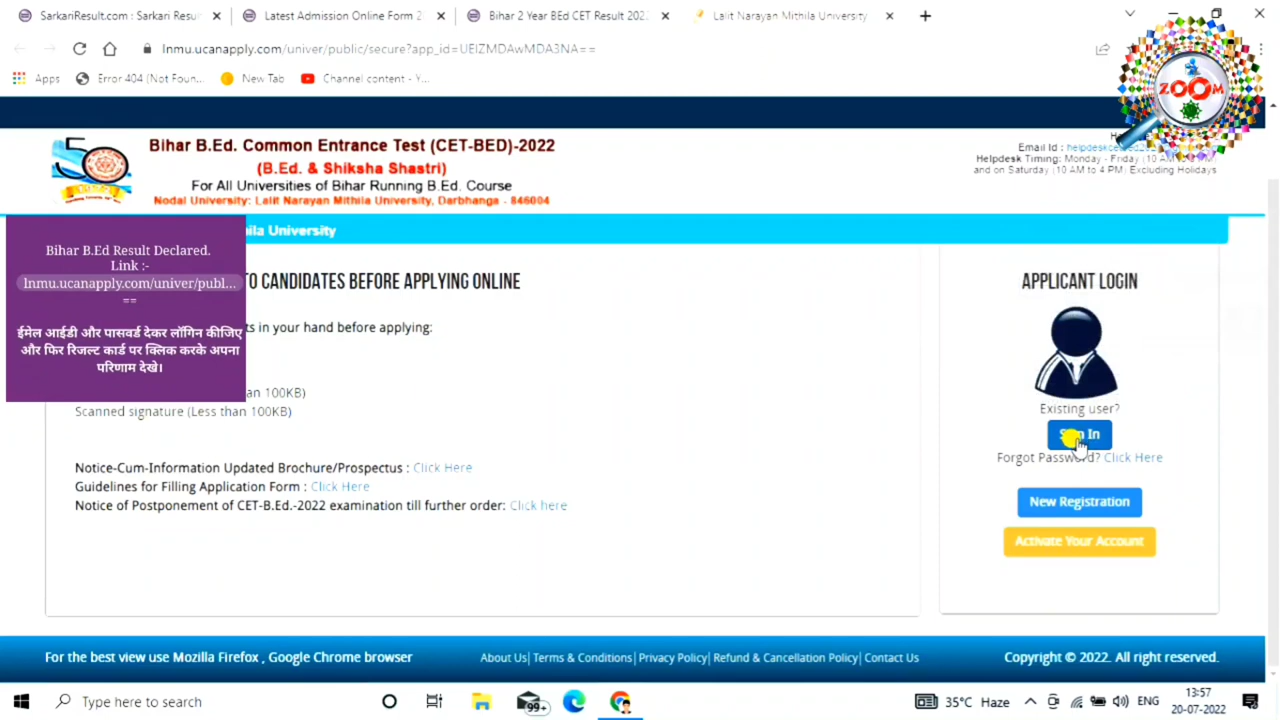 SarkariResult.com : Sarkari Resu
Latest Admission Online Form 2
Bihar 2 Year BEd CET Result 202
Lalit Narayan Mithila University
lnmu.ucanapply.com/univer/public/secure?app_id=UElZMDAwMDA3NA==
Apps
Error 404 (Not Foun...
New Tab
Channel content - Y...
ZOOM
Bihar B.Ed. Common Entrance Test (CET-BED)-2022
(B.Ed. & Shiksha Shastri)
For All Universities of Bihar Running B.Ed. Course
Nodal University: Lalit Narayan Mithila University, Darbhanga - 846004
Email Id :
Helpdesk Timing: Monday - Friday (10 AM
and on Saturday (10 AM to 4 PM) Excluding Holidays
hila University
Bihar B.Ed Result Declared.
Link :-
lnmu.ucanapply.com/univer/publ...
==
ईमेल आईडी और पासवर्ड देकर लॉगिन कीजिए
और फिर रिजल्ट कार्ड पर क्लिक करके अपना
परिणाम देखे।
TO CANDIDATES BEFORE APPLYING ONLINE
ts in your hand before applying:
an 100KB)
Scanned signature (Less than 100KB)
Notice-Cum-Information Updated Brochure/Prospectus : Click Here
Guidelines for Filling Application Form : Click Here
Notice of Postponement of CET-B.Ed.-2022 examination till further order: Click here
APPLICANT LOGIN
Existing user?
Sign In
Forgot Password? Click Here
New Registration
Activate Your Account
For the best view use Mozilla Firefox , Google Chrome browser
About Us| Terms & Conditions| Privacy Policy| Refund & Cancellation Policy| Contact Us
Copyright © 2022. All right reserved.
Type here to search
99+
35°C Haze
ENG
13:57
20-07-2022